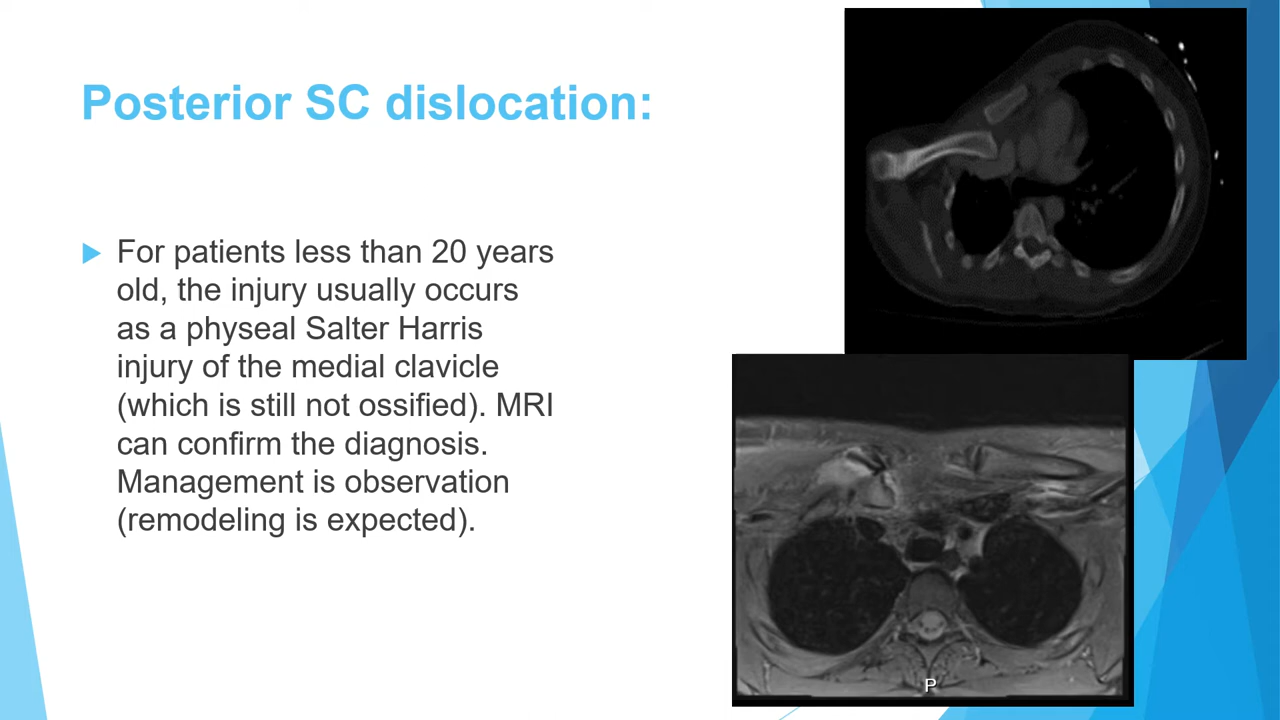 Posterior SC dislocation:
For patients less than 20 years
old, the injury usually occurs
as a physeal Salter Harris
injury of the medial clavicle
(which is still not ossified). MRI
can confirm the diagnosis.
Management is observation
(remodeling is expected).
P